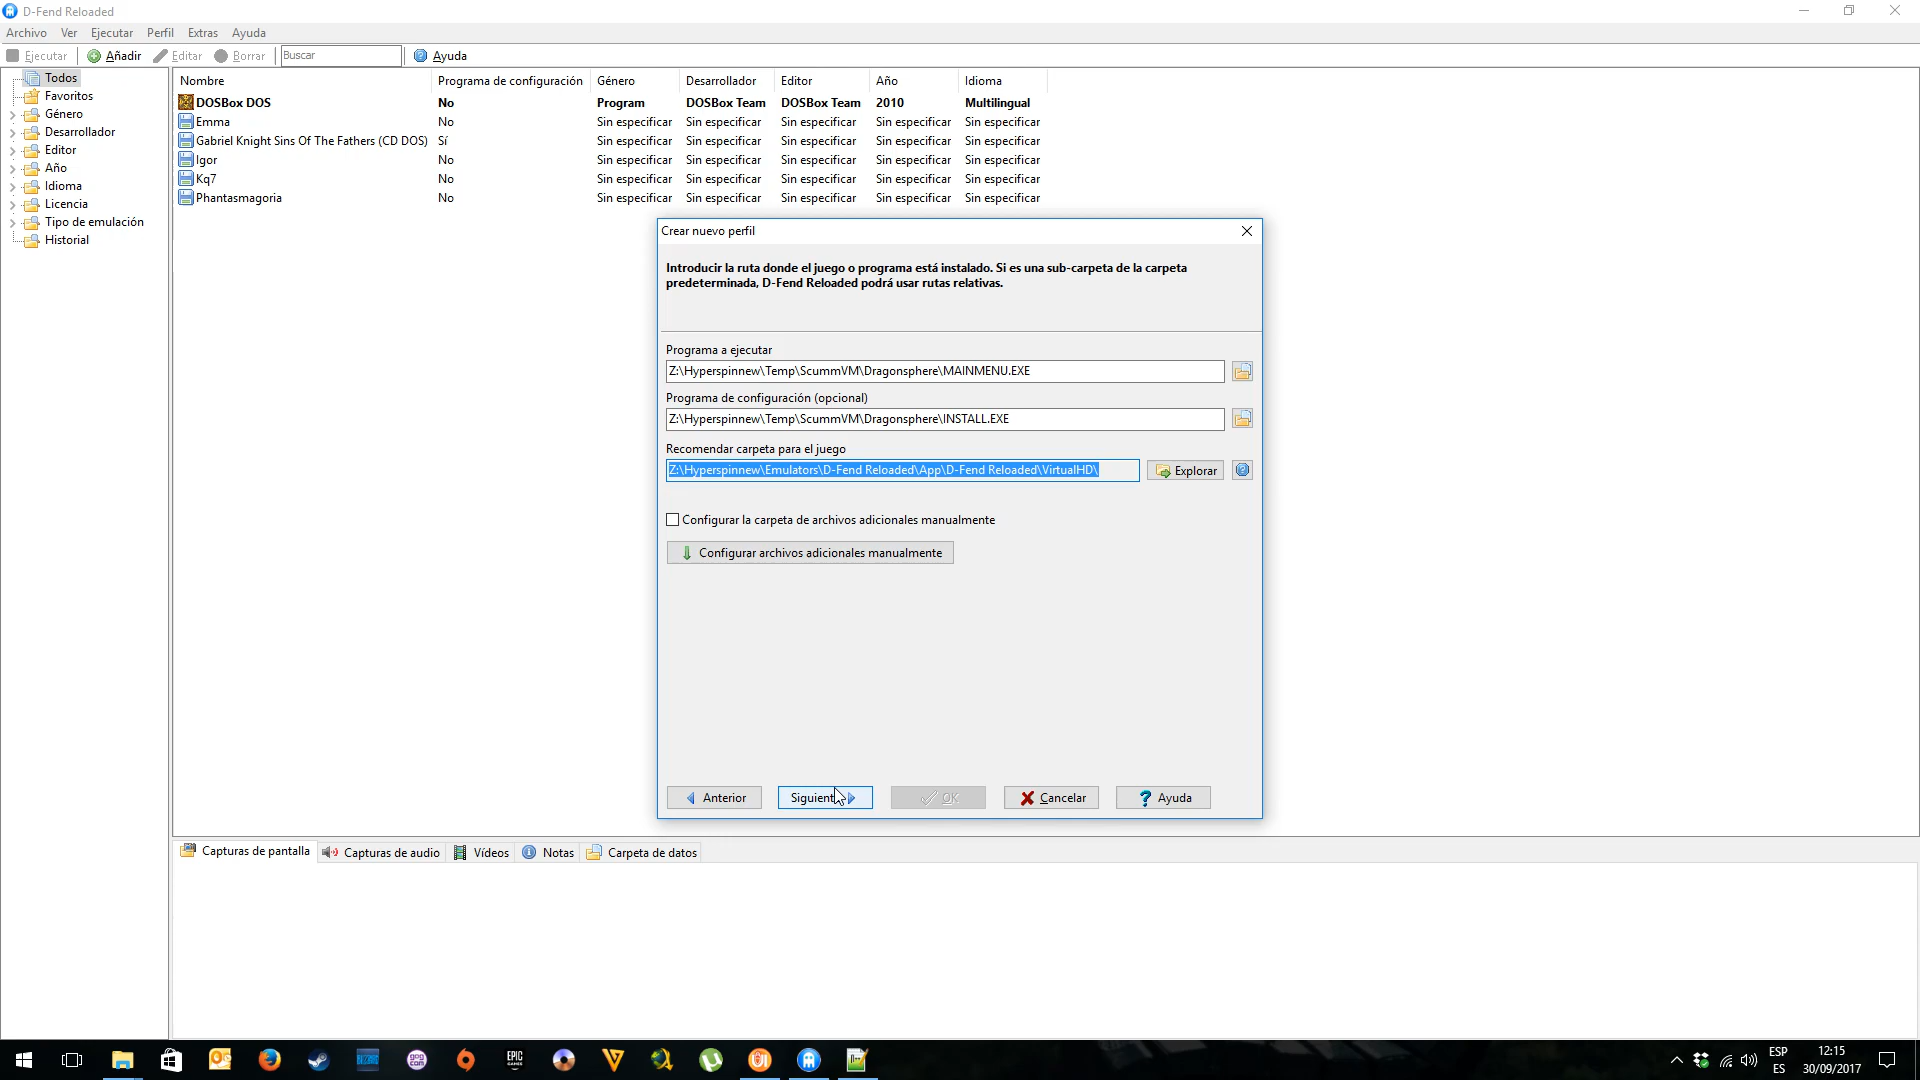 D-Fend Reloaded
Archivo Ver Ejecutar Perfil Extras Ayuda
Ejecutar Añadir Editar Borrar Buscar Ayuda
Todos
Favoritos
Género
Desarrollador
Editor
Año
Idioma
Licencia
Tipo de emulación
Historial
Nombre Programa de configuración Género Desarrollador Editor Año Idioma
DOSBox DOS No Program DOSBox Team DOSBox Team 2010 Multilingual
Emma No Sin especificar Sin especificar Sin especificar Sin especificar Sin especificar
Gabriel Knight Sins Of The Fathers (CD DOS) Sí Sin especificar Sin especificar Sin especificar Sin especificar Sin especificar
Igor No Sin especificar Sin especificar Sin especificar Sin especificar Sin especificar
Kq7 No Sin especificar Sin especificar Sin especificar Sin especificar Sin especificar
Phantasmagoria No Sin especificar Sin especificar Sin especificar Sin especificar Sin especificar
Crear nuevo perfil
Introducir la ruta donde el juego o programa está instalado. Si es una sub-carpeta de la carpeta
predeterminada, D-Fend Reloaded podrá usar rutas relativas.
Programa a ejecutar
Z:\Hyperspinnew\Temp\ScummVM\Dragonsphere\MAINMENU.EXE
Programa de configuración (opcional)
Z:\Hyperspinnew\Temp\ScummVM\Dragonsphere\INSTALL.EXE
Recomendar carpeta para el juego
Z:\Hyperspinnew\Emulators\D-Fend Reloaded\App\D-Fend Reloaded\VirtualHD\ Explorar
Configurar la carpeta de archivos adicionales manualmente
Configurar archivos adicionales manualmente
Anterior Siguient OK Cancelar Ayuda
Capturas de pantalla Capturas de audio Vídeos Notas Carpeta de datos
EPIC
GAMES
gog
com
ESP
ES
12:15
30/09/2017